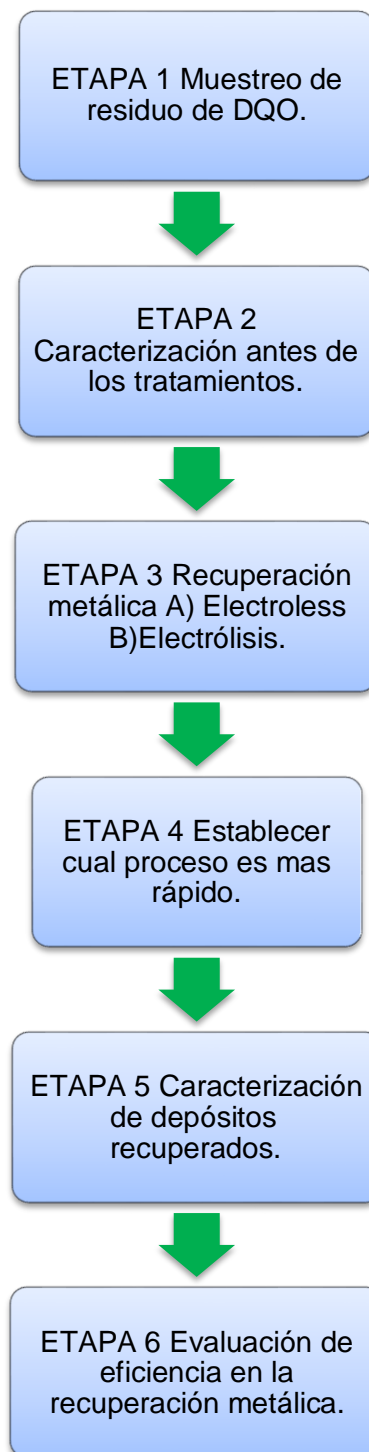 ETAPA 1 Muestreo de
residuo de DQO.
ETAPA 2
Caracterización antes de
los tratamientos.
ETAPA 3 Recuperación
metálica A) Electroless
B)Electrólisis.
ETAPA 4 Establecer
cual proceso es mas
rápido.
ETAPA 5 Caracterización
de depósitos
recuperados.
ETAPA 6 Evaluación de
eficiencia en la
recuperación metálica.